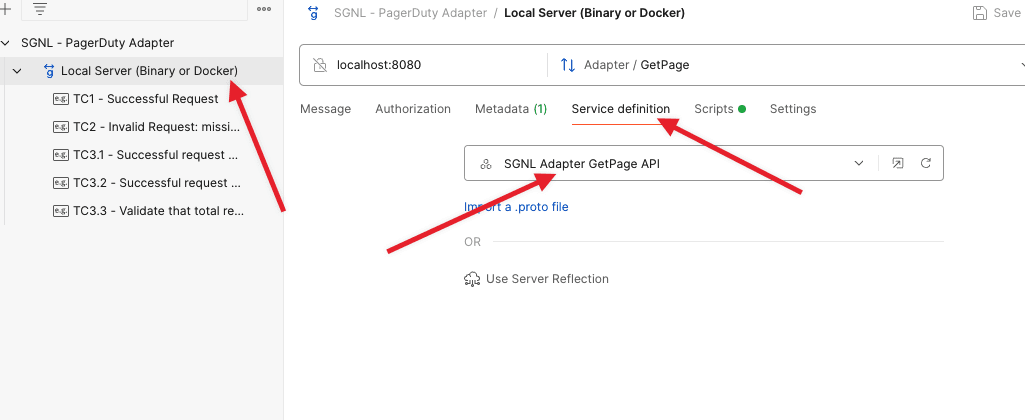 SGNL - PagerDuty Adapter
Local Server (Binary or Docker)
e.g. TC1 - Successful Request
e.g. TC2 - Invalid Request: missi...
e.g. TC3.1 - Successful request ...
e.g. TC3.2 - Successful request ...
e.g. TC3.3 - Validate that total re...
SGNL - PagerDuty Adapter / Local Server (Binary or Docker)
Save
localhost:8080
Adapter / GetPage
Message Authorization Metadata (1) Service definition Scripts Settings
SGNL Adapter GetPage API
Import a .proto file
OR
Use Server Reflection